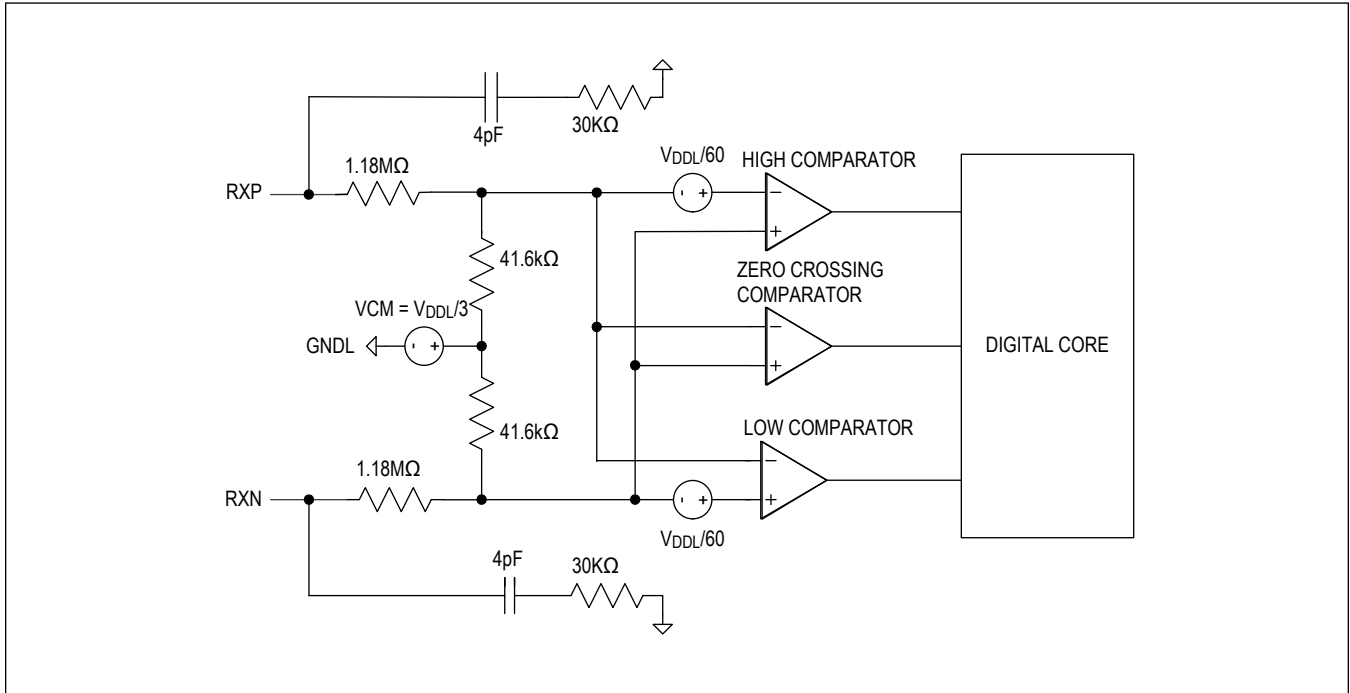 4pF
30KΩ
1.18MΩ
RXP
VDDL/60
HIGH COMPARATOR
- +
−
+
41.6kΩ
ZERO CROSSING
COMPARATOR
VCM = VDDL/3
GNDL
- +
−
+
DIGITAL CORE
41.6kΩ
LOW COMPARATOR
1.18MΩ
−
RXN
- +
+
VDDL/60
4pF
30KΩ